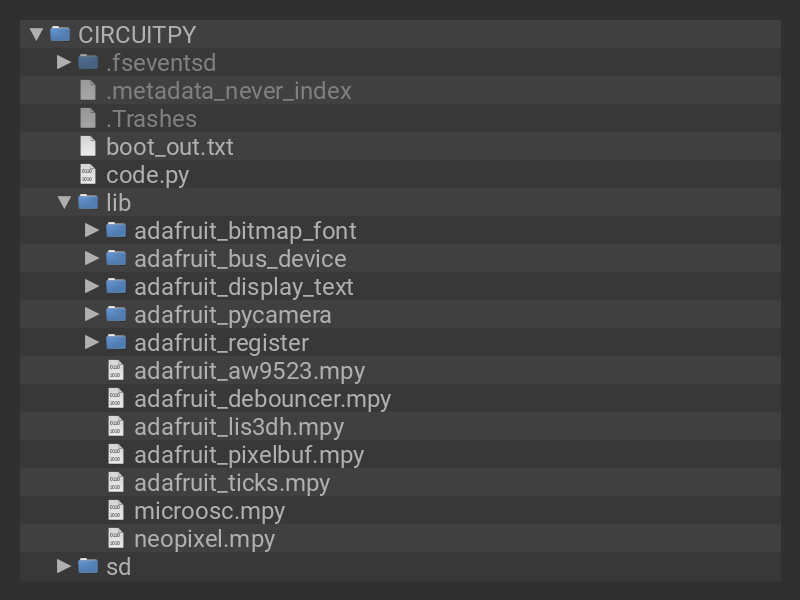 CIRCUITPY
.fseventsd
.metadata_never_index
.Trashes
boot_out.txt
code.py
lib
adafruit_bitmap_font
adafruit_bus_device
adafruit_display_text
adafruit_pycamera
adafruit_register
adafruit_aw9523.mpy
adafruit_debouncer.mpy
adafruit_lis3dh.mpy
adafruit_pixelbuf.mpy
adafruit_ticks.mpy
microosc.mpy
neopixel.mpy
sd